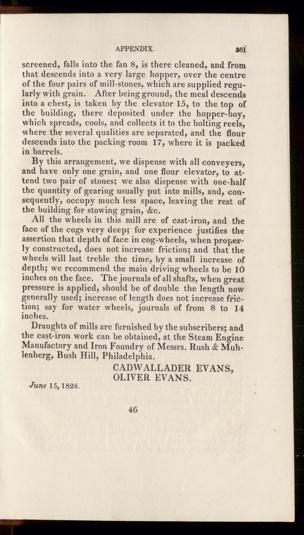 APPENDIX. 361
screened, falls into the fan 8, is there cleaned, and from
that descends into a very large hopper, over the centre
of the four pairs of mill-stones, which are supplied regu-
larly with grain. After being ground, the meal descends
into a chest, is taken by the elevator 15, to the top of
the building, there deposited under the hopper-boy,
which spreads, cools, and collects it to the bolting reels,
where the several qualities are separated, and the flour
descends into the packing room 17, where it is packed
in barrels.
By this arrangement, we dispense with all conveyers,
and have only one grain, and one flour elevator, to at-
tend two pair of stones; we also dispense with one-half
the quantity of gearing usually put into mills, and, con-
sequently, occupy much less space, leaving the rest of
the building for stowing grain, &c.
All the wheels in this mill are of cast-iron, and the
face of the cogs very deep; for experience justifies the
assertion that depth of face in cog-wheels, when proper-
ly constructed, does not increase friction; and that the
wheels will last treble the time, by a small increase of
depth; we recommend the main driving wheels to be 10
inches on the face. The journals of all shafts, when great
pressure is applied, should be of double the length now
generally used; increase of length does not increase fric-
tion; say for water wheels, journals of from 8 to 14
inches.
Draughts of mills are furnished by the subscribers; and
the cast-iron work can be obtained, at the Steam Engine
Manufactory and Iron Foundry of Messrs. Rush & Muh-
lenberg, Bush Hill, Philadelphia.
CADWALLADER EVANS,
OLIVER EVANS.
June 15, 1826.
46